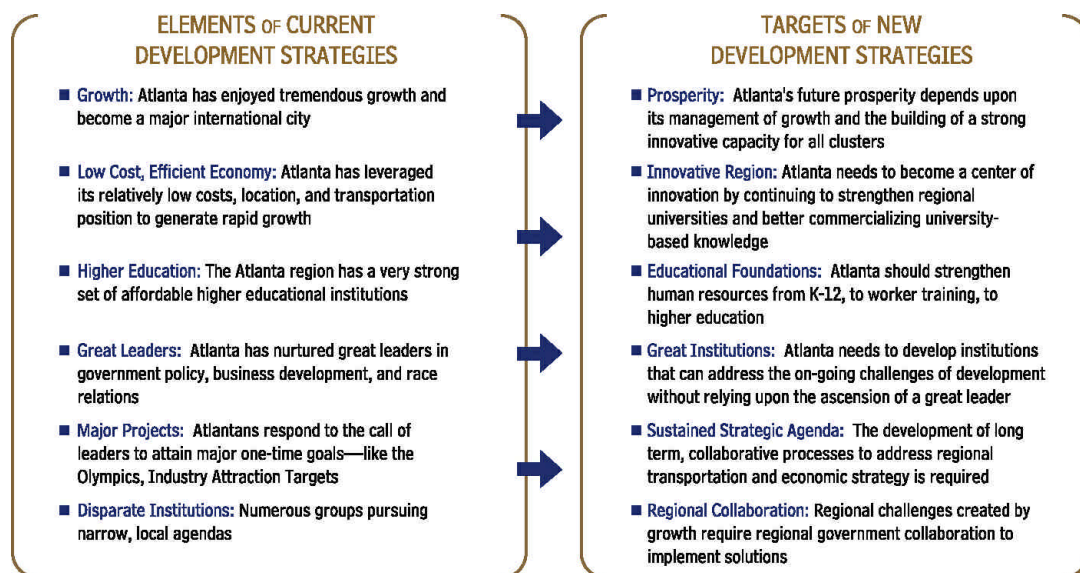 ELEMENTS OF CURRENT
DEVELOPMENT STRATEGIES
■ Growth: Atlanta has enjoyed tremendous growth and
become a major international city
■ Low Cost, Efficient Economy: Atlanta has leveraged
its relatively low costs, location, and transportation
position to generate rapid growth
■ Higher Education: The Atlanta region has a very strong
set of affordable higher educational institutions
■ Great Leaders: Atlanta has nurtured great leaders in
government policy, business development, and race
relations
■ Major Projects: Atlantans respond to the call of
leaders to attain major one-time goals—like the
Olympics, Industry Attraction Targets
■ Disparate Institutions: Numerous groups pursuing
narrow, local agendas
TARGETS OF NEW
DEVELOPMENT STRATEGIES
■ Prosperity: Atlanta's future prosperity depends upon
its management of growth and the building of a strong
innovative capacity for all clusters
■ Innovative Region: Atlanta needs to become a center of
innovation by continuing to strengthen regional
universities and better commercializing university-
based knowledge
■ Educational Foundations: Atlanta should strengthen
human resources from K-12, to worker training, to
higher education
■ Great Institutions: Atlanta needs to develop institutions
that can address the on-going challenges of development
without relying upon the ascension of a great leader
■ Sustained Strategic Agenda: The development of long
term, collaborative processes to address regional
transportation and economic strategy is required
■ Regional Collaboration: Regional challenges created by
growth require regional government collaboration to
implement solutions